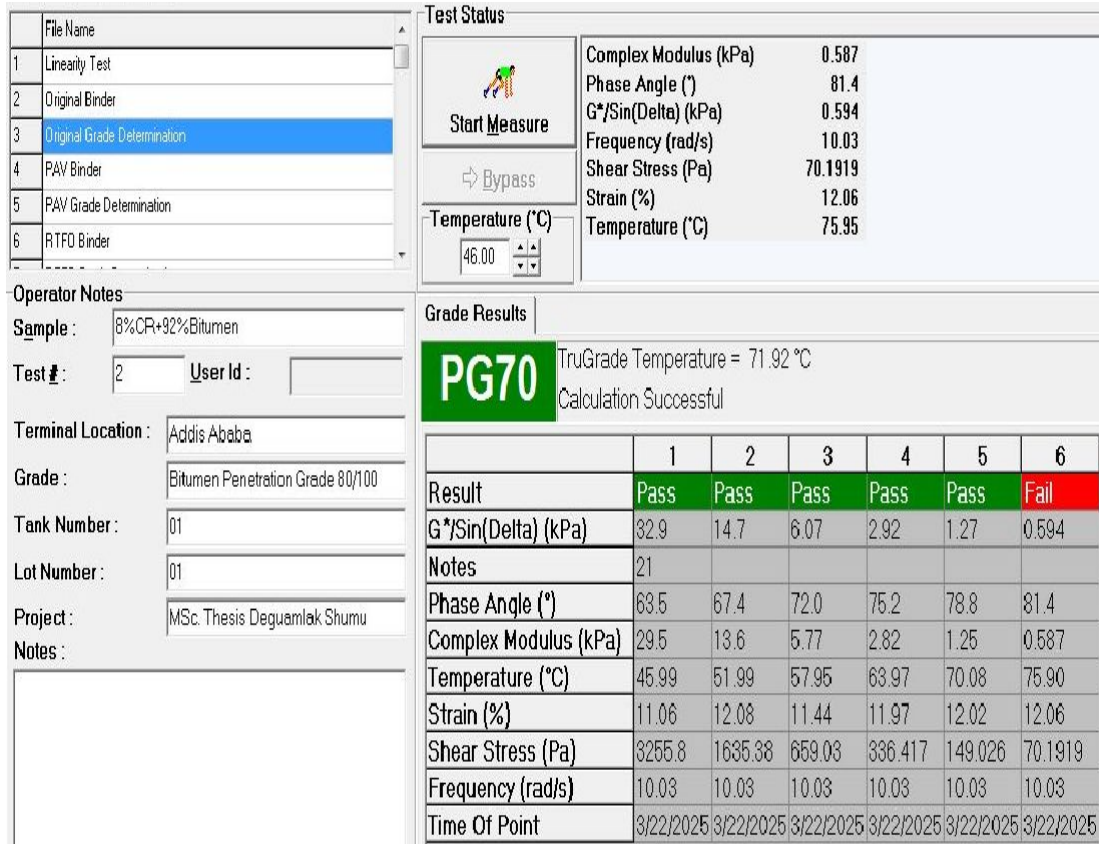 File Name
1 Linearity Test
2 Original Binder
3 Original Grade Determination
4 PAV Binder
5 PAV Grade Determination
6 RTFO Binder
Test Status
Start Measure
Bypass
Temperature (°C)
46.00
Complex Modulus (kPa) 0.587
Phase Angle (°) 81.4
G*/Sin(Delta) (kPa) 0.594
Frequency (rad/s) 10.03
Shear Stress (Pa) 70.1919
Strain (%) 12.06
Temperature (°C) 75.95
Operator Notes
Sample : 8%CR+92%Bitumen
Test # : 2 User Id :
Terminal Location : Addis Ababa
Grade : Bitumen Penetration Grade 80/100
Tank Number : 01
Lot Number : 01
Project : MSc. Thesis Deguamlak Shumu
Notes :
Grade Results
PG70
TruGrade Temperature = 71.92 °C
Calculation Successful
1 2 3 4 5 6
Result Pass Pass Pass Pass Pass Fail
G*/Sin(Delta) (kPa) 32.9 14.7 6.07 2.92 1.27 0.594
Notes 21
Phase Angle (°) 63.5 67.4 72.0 75.2 78.8 81.4
Complex Modulus (kPa) 29.5 13.6 5.77 2.82 1.25 0.587
Temperature (°C) 45.99 51.99 57.95 63.97 70.08 75.90
Strain (%) 11.06 12.08 11.44 11.97 12.02 12.06
Shear Stress (Pa) 3255.8 1635.38 659.03 336.417 149.026 70.1919
Frequency (rad/s) 10.03 10.03 10.03 10.03 10.03 10.03
Time Of Point 3/22/2025 3/22/2025 3/22/2025 3/22/2025 3/22/2025 3/22/2025